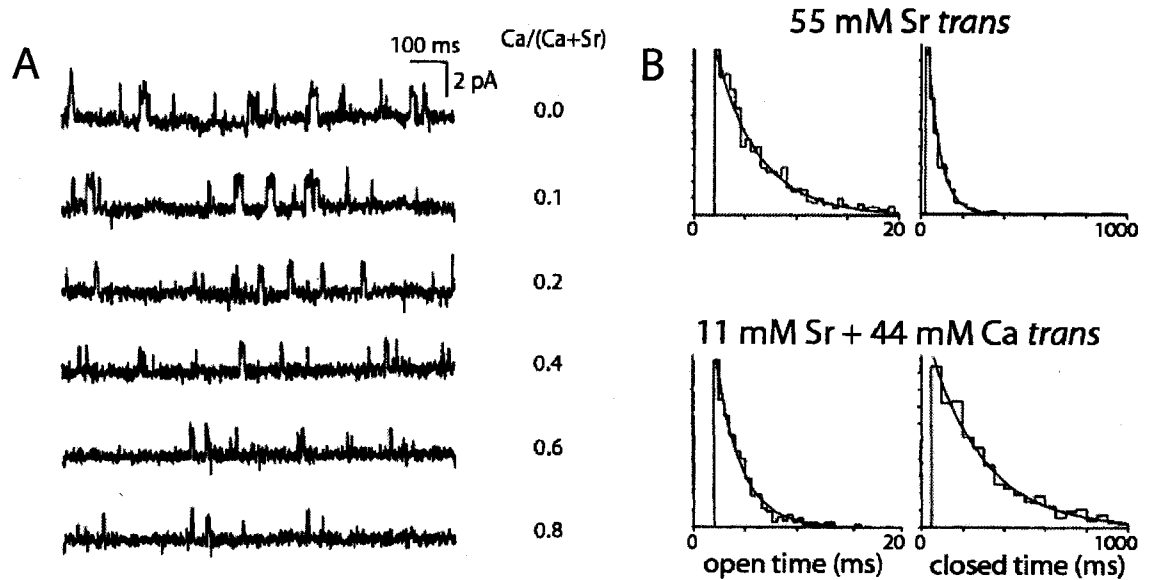 A
100 ms
2 pA
Ca/(Ca+Sr)
0.0
0.1
0.2
0.4
0.6
0.8
B
55 mM Sr trans
0 20
0 1000
11 mM Sr + 44 mM Ca trans
0 20
0 1000
open time (ms)
closed time (ms)